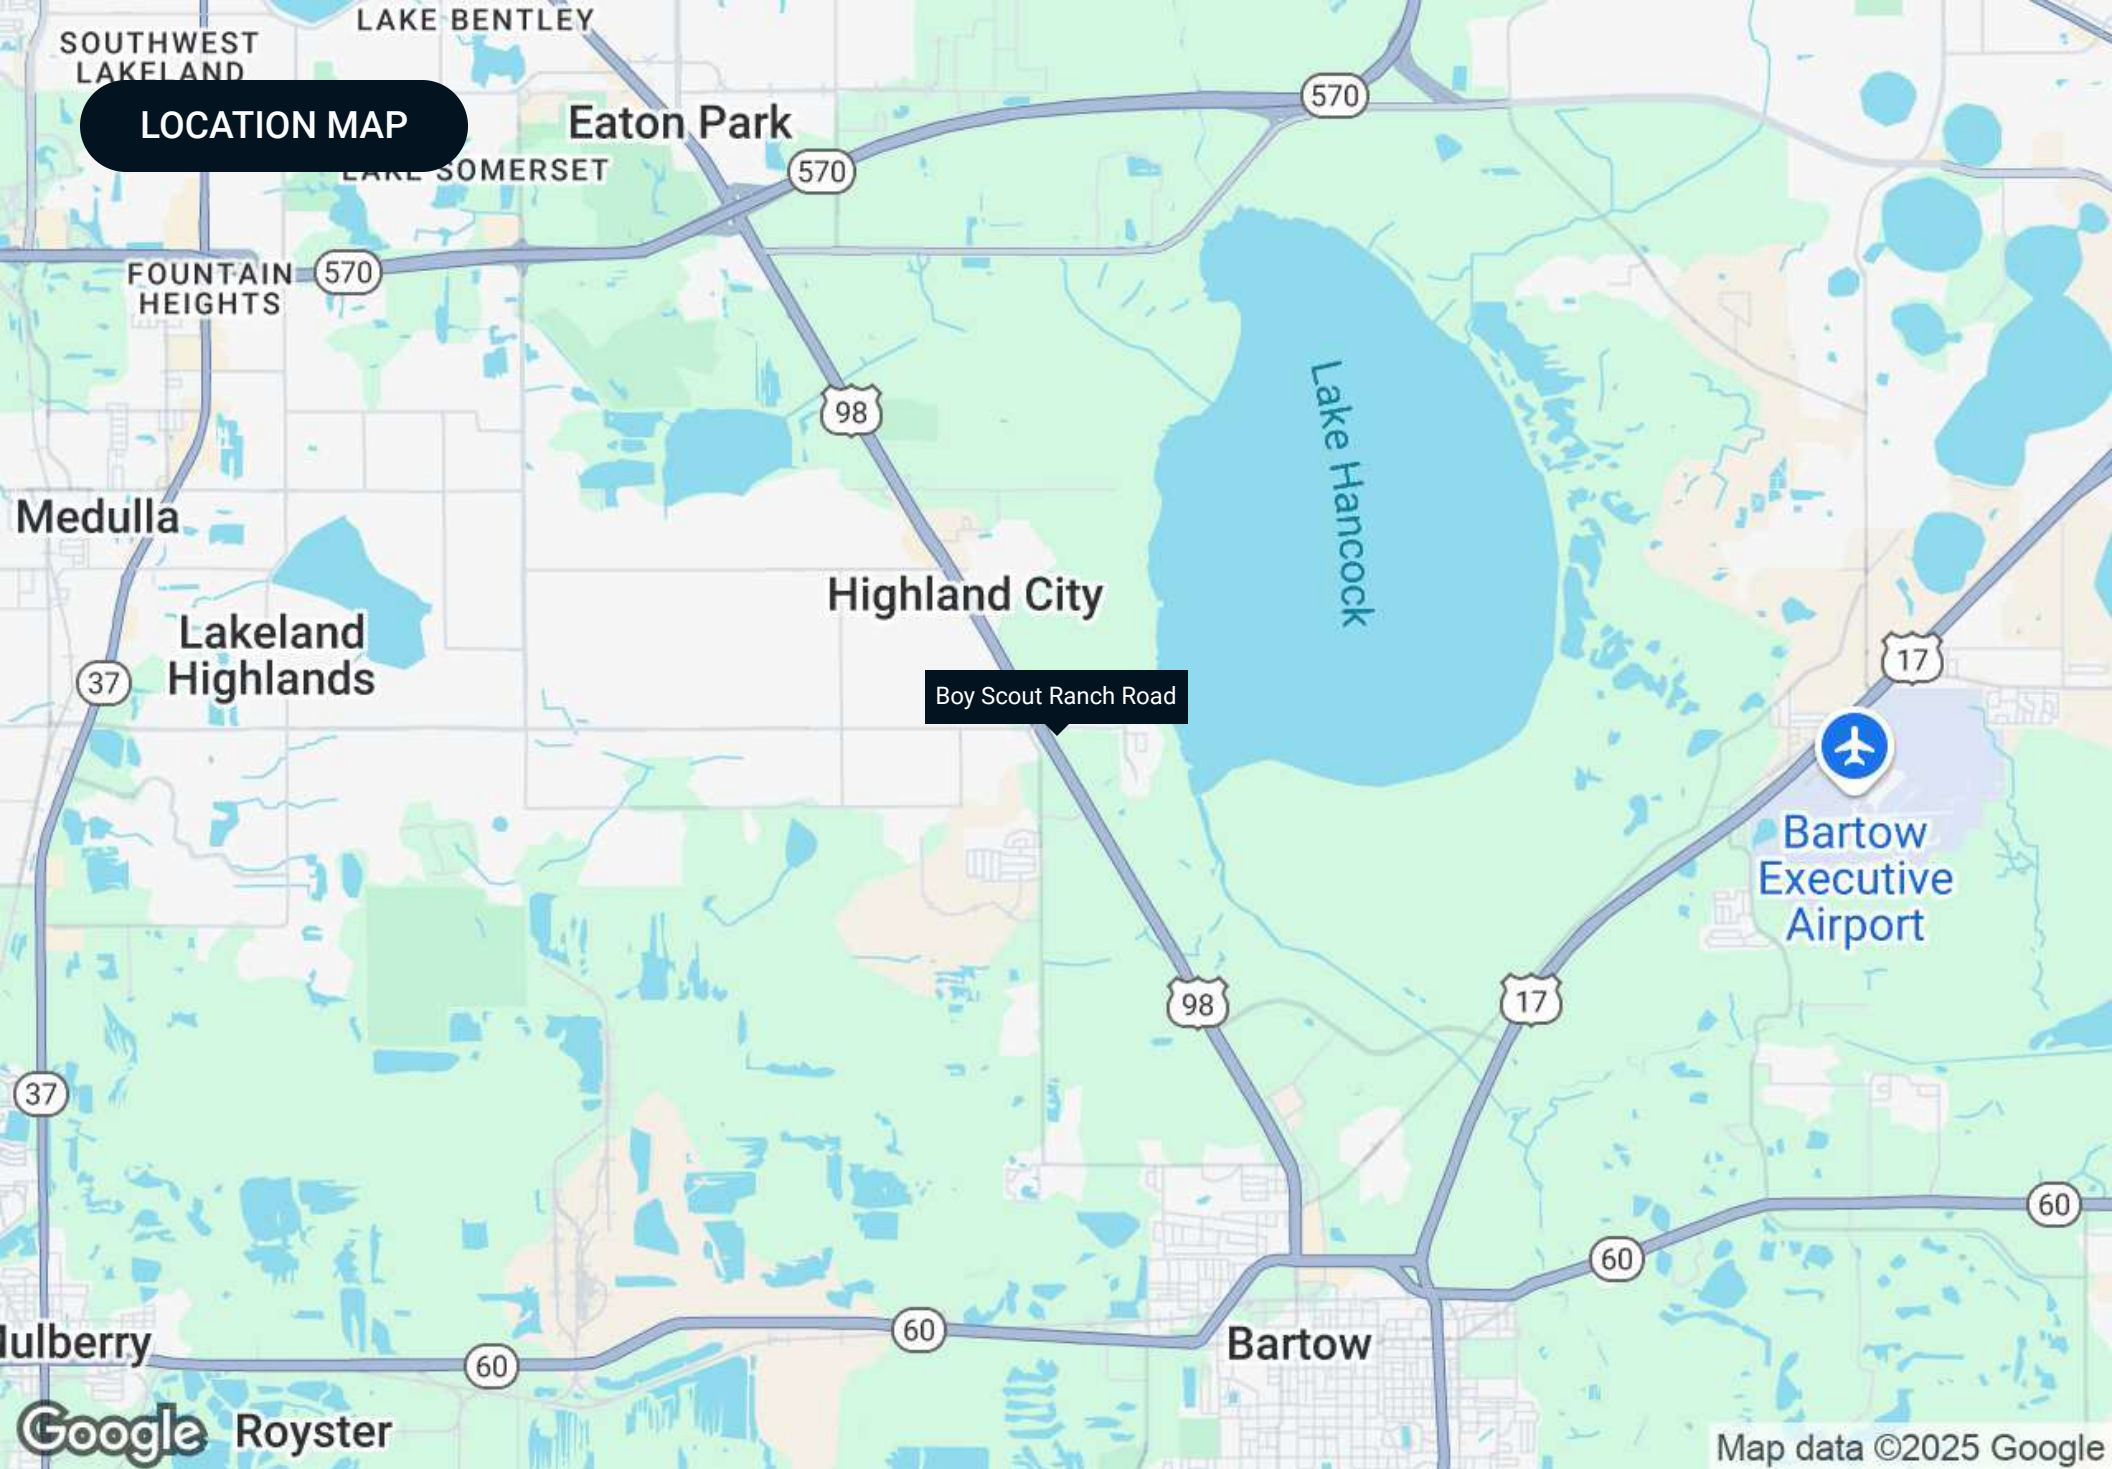 LAKE BENTLEY
SOUTHWEST
LAKELAND
LOCATION MAP
Eaton Park
570
570
LAKE SOMERSET
FOUNTAIN
HEIGHTS
570
98
Lake Hancock
Medulla
Highland City
Lakeland
Highlands
37
17
Boy Scout Ranch Road
Bartow
Executive
Airport
98
17
37
60
60
60
Bartow
60
Google
Royster
Map data ©2025 Google